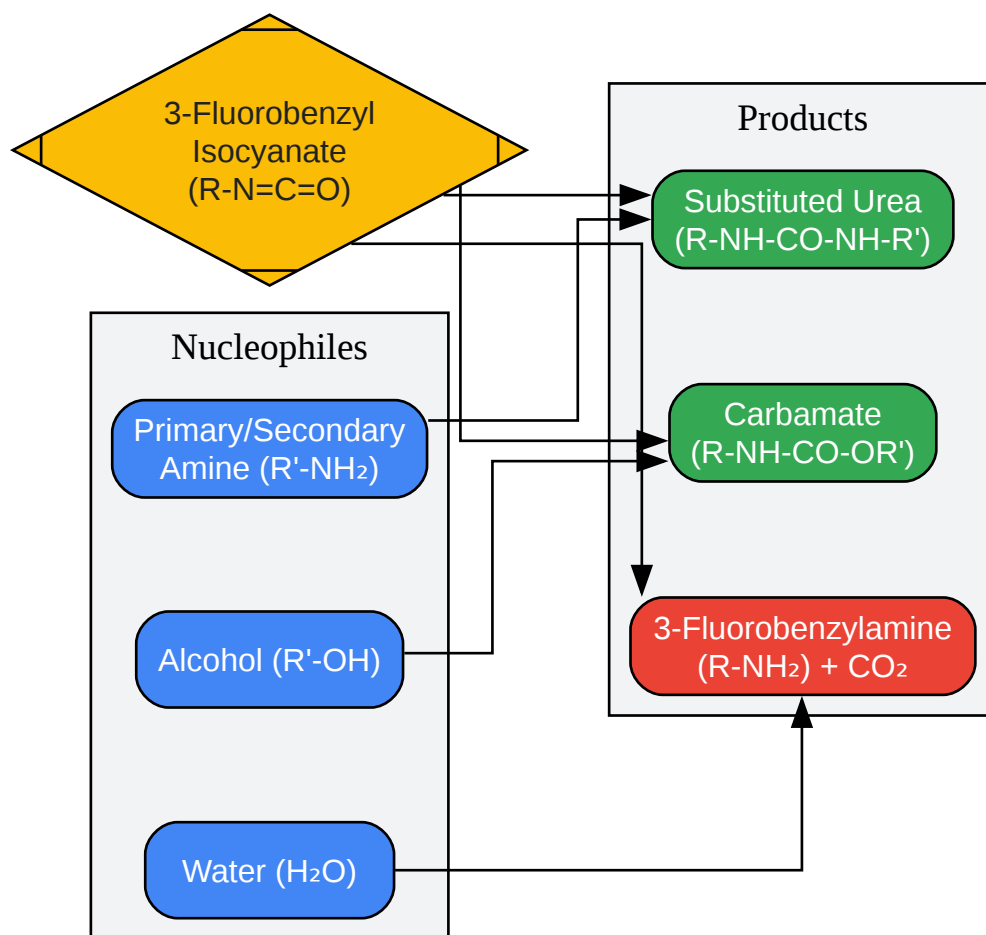 3-Fluorobenzyl
Isocyanate
(R-N=C=O)
Products
Substituted Urea
(R-NH-CO-NH-R')
Nucleophiles
Primary/Secondary
Amine (R'-NH₂)
Carbamate
(R-NH-CO-OR')
Alcohol (R'-OH)
3-Fluorobenzylamine
(R-NH₂) + CO₂
Water (H₂O)